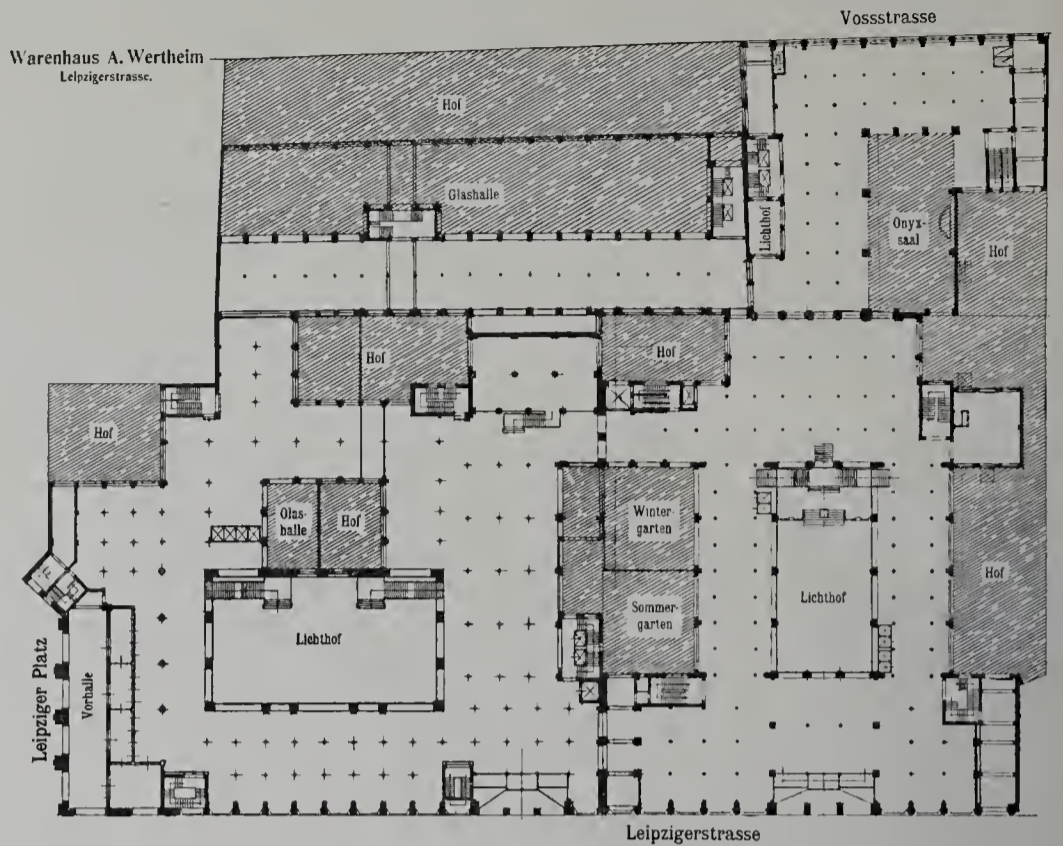 Vossstrasse
Warenhaus A. Wertheim
Leipzigerstrasse.
Hof
Glashalle
Lichthof
Onyx-
saal
Hof
Hof
Hof
Hof
Glas-
halle
Hof
Winter-
garten
Hof
Lichthof
Sommer-
garten
Lichthof
Leipziger Platz
Vorhalle
Leipzigerstrasse